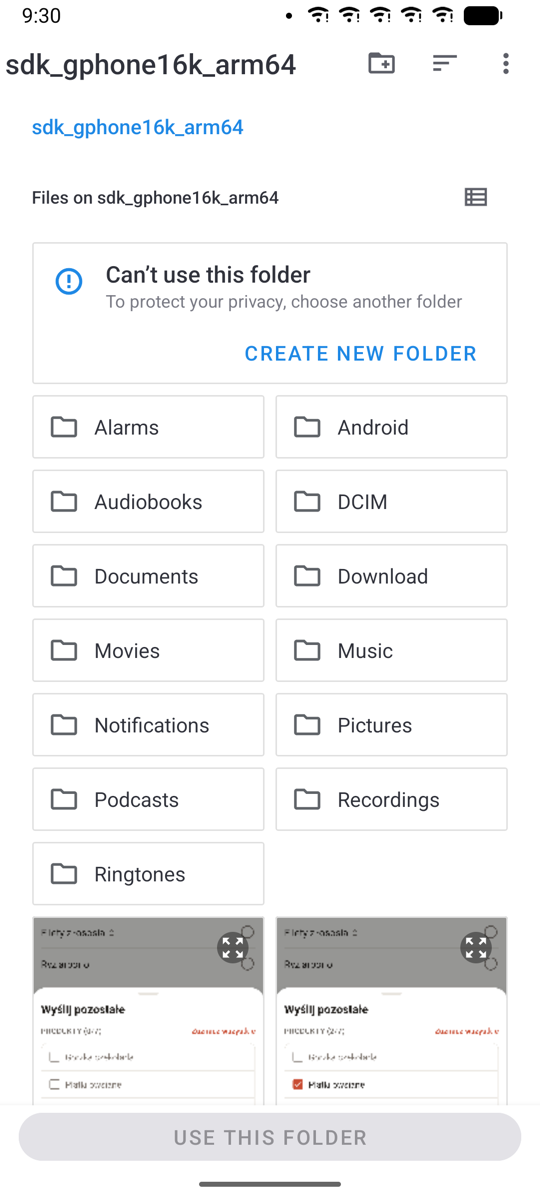 9:30
sdk_gphone16k_arm64
sdk_gphone16k_arm64
Files on sdk_gphone16k_arm64
Can't use this folder
To protect your privacy, choose another folder
CREATE NEW FOLDER
Alarms
Android
Audiobooks
DCIM
Documents
Download
Movies
Music
Notifications
Pictures
Podcasts
Recordings
Ringtones
Wyślij pozostałe
Wyślij pozostałe
USE THIS FOLDER